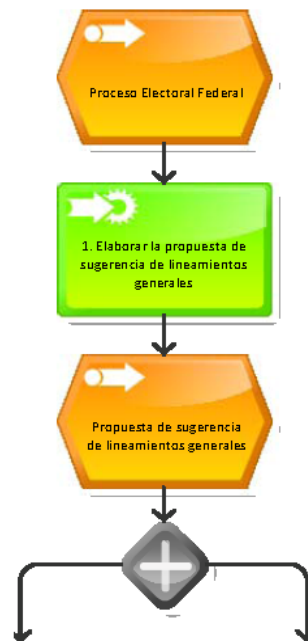 Proceso Electoral Federal
1. Elaborar la propuesta de
sugerencia de lineamientos
generales
Propuesta de sugerencia
de lineamientos generales